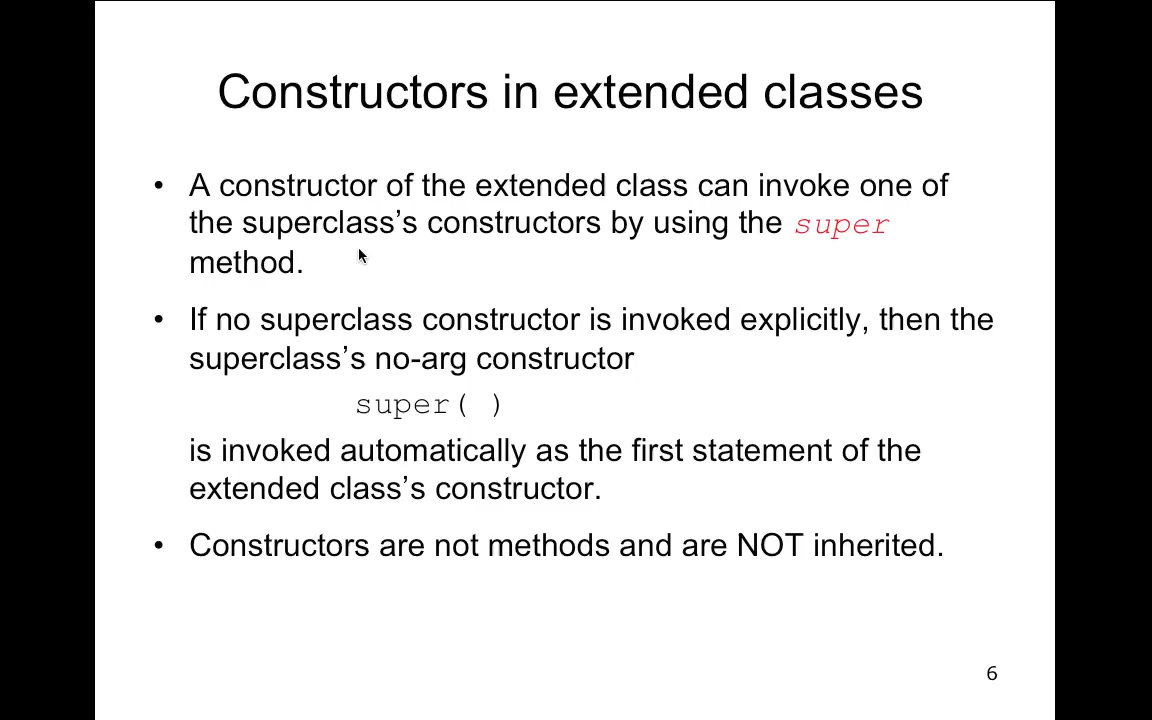 Constructors in extended classes
• A constructor of the extended class can invoke one of
the superclass’s constructors by using the super
method.
• If no superclass constructor is invoked explicitly, then the
superclass’s no-arg constructor
super( )
is invoked automatically as the first statement of the
extended class’s constructor.
• Constructors are not methods and are NOT inherited.
6